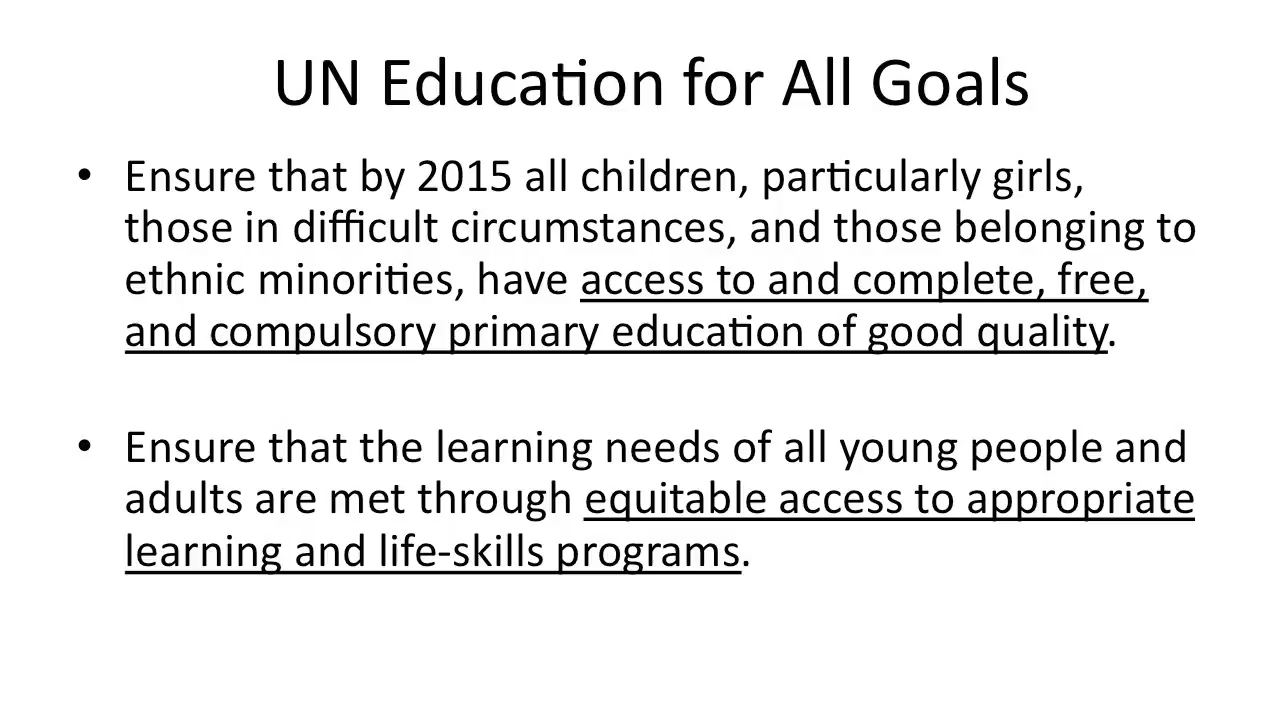 UN Education for All Goals
• Ensure that by 2015 all children, particularly girls,
those in difficult circumstances, and those belonging to
ethnic minorities, have access to and complete, free,
and compulsory primary education of good quality.
• Ensure that the learning needs of all young people and
adults are met through equitable access to appropriate
learning and life-skills programs.